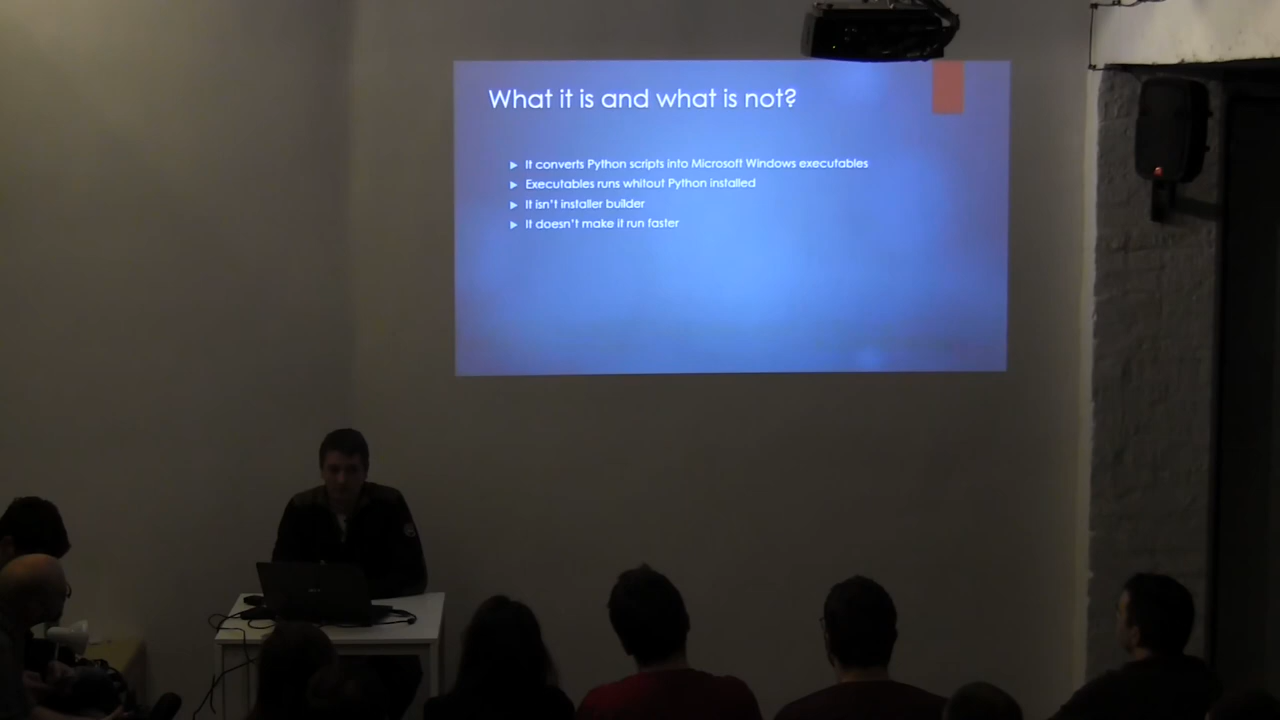 What it is and what is not?
It converts Python scripts into Microsoft Windows executables
Executables runs whitout Python installed
It isn't installer builder
It doesn't make it run faster